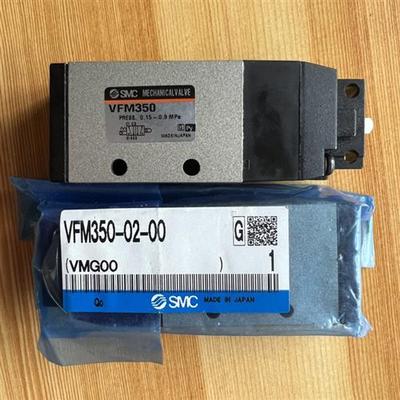 SMC MECHANICALVALVE
VFM350
PRESS. 0.15~0.9 MPa
MADE IN JAPAN
VFM350-02-00 G
(VMG00 ) 1
Qo SMC MADE IN JAPAN